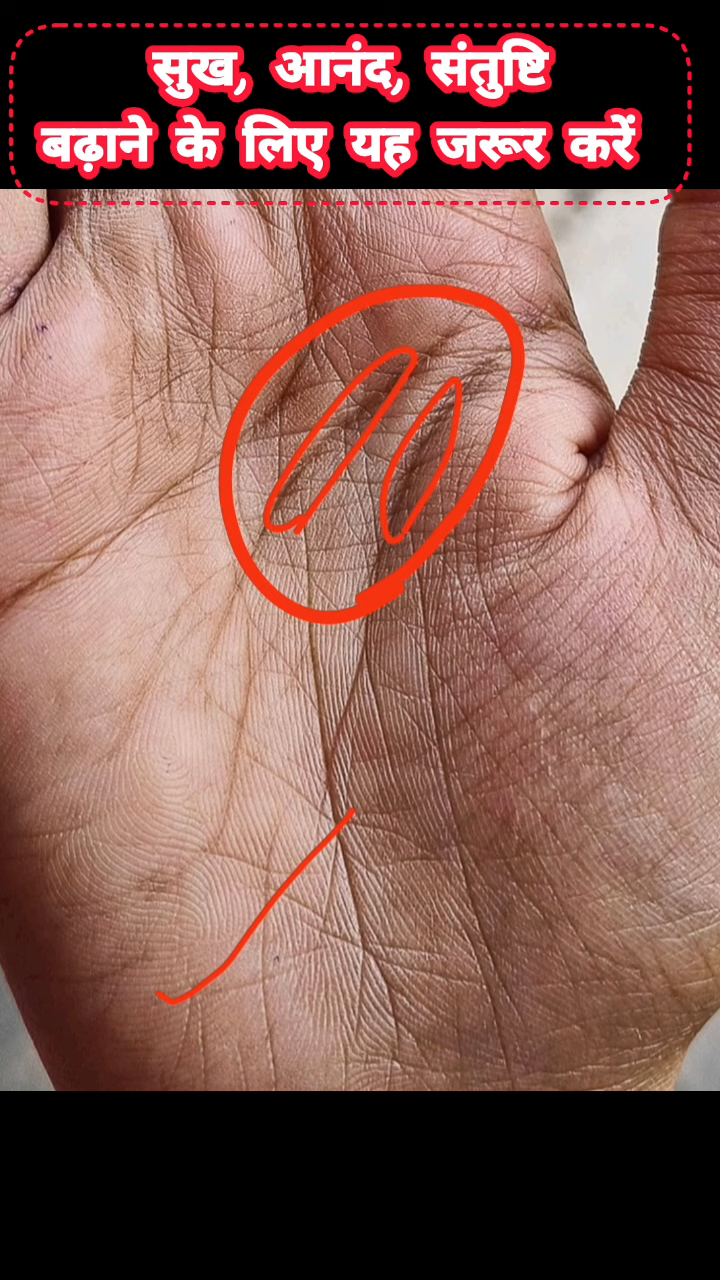 सुख, आनंद, संतुष्टि
बढ़ाने के लिए यह जरूर करें